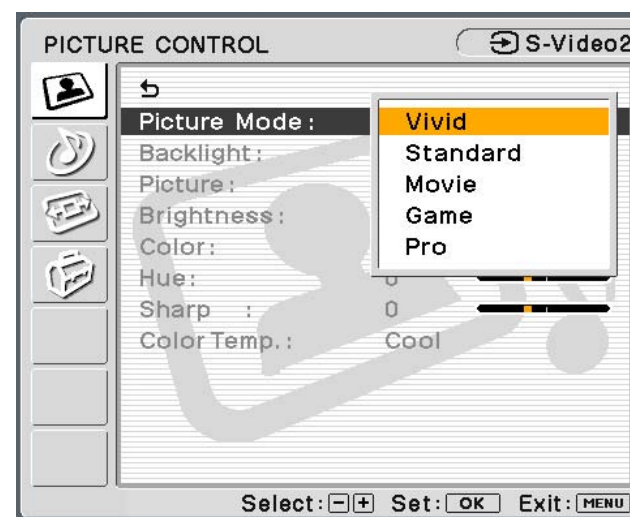 PICTURE CONTROL
S-Video2
Picture Mode:
Vivid
Backlight:
Standard
Picture:
Movie
Brightness:
Game
Color:
Pro
Hue: 0
Sharp : 0
Color Temp.: Cool
Select: - + Set: OK Exit: MENU